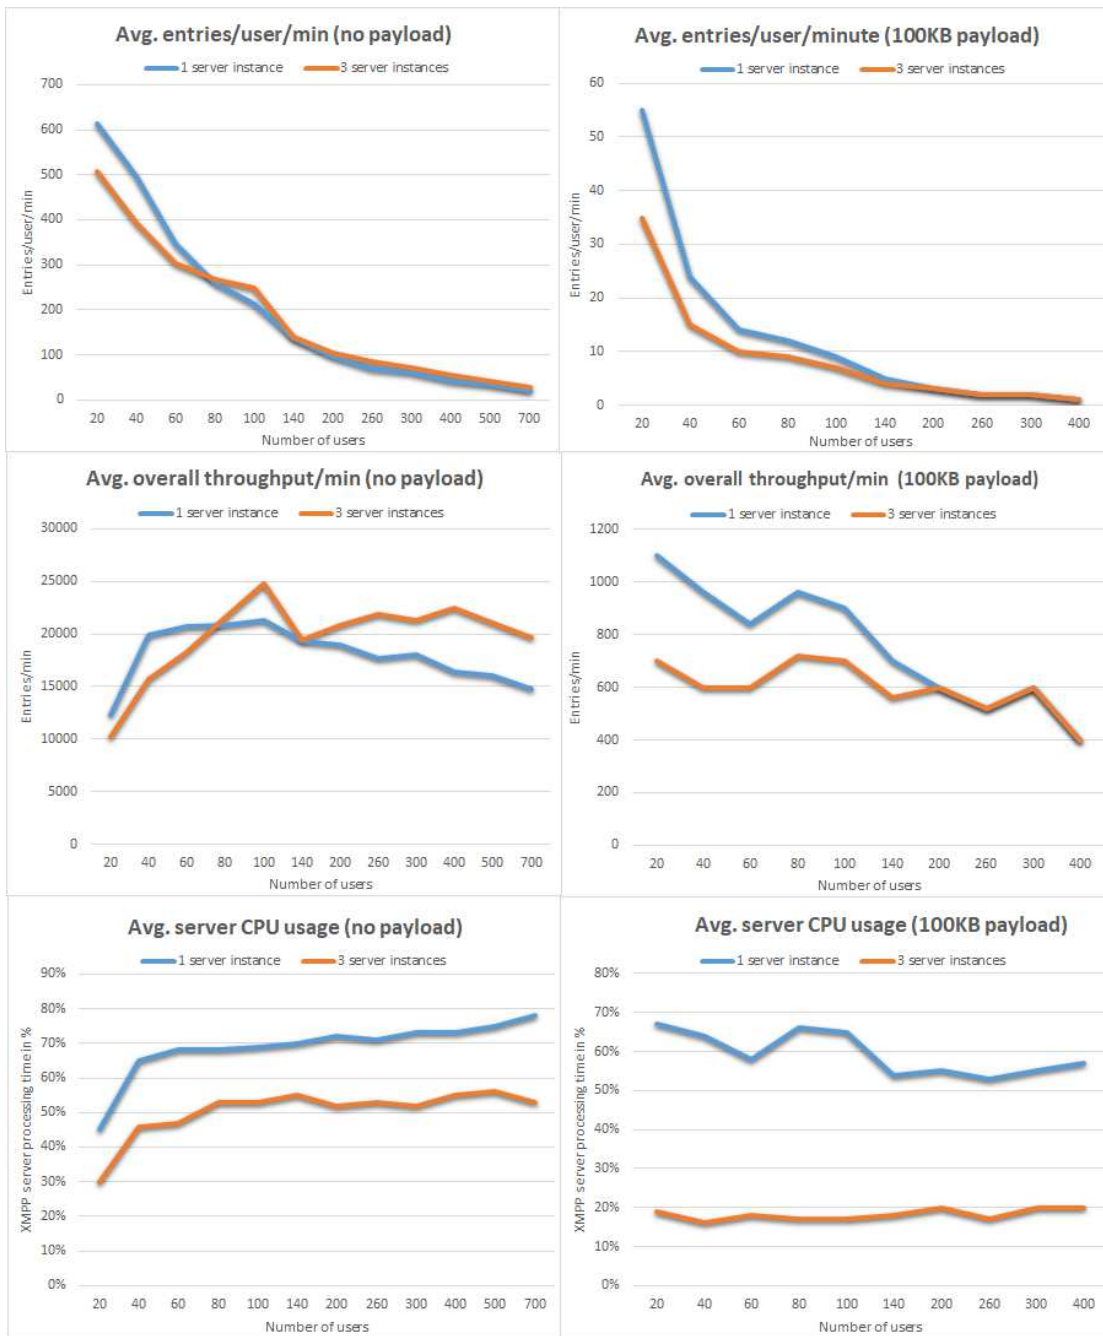 Avg. entries/user/min (no payload)
1 server instance 3 server instances
700
600
500
400
300
200
100
0
Entries/user/min
20 40 60 80 100 140 200 260 300 400 500 700
Number of users
Avg. entries/user/minute (100KB payload)
1 server instance 3 server instances
60
50
40
30
20
10
0
Entries/user/min
20 40 60 80 100 140 200 260 300 400
Number of users
Avg. overall throughput/min (no payload)
1 server instance 3 server instances
30000
25000
20000
15000
10000
5000
0
Entries/min
20 40 60 80 100 140 200 260 300 400 500 700
Number of users
Avg. overall throughput/min (100KB payload)
1 server instance 3 server instances
1200
1000
800
600
400
200
0
Entries/min
20 40 60 80 100 140 200 260 300 400
Number of users
Avg. server CPU usage (no payload)
1 server instance 3 server instances
90%
80%
70%
60%
50%
40%
30%
20%
10%
0%
XMPP server processing time in %
20 40 60 80 100 140 200 260 300 400 500 700
Number of users
Avg. server CPU usage (100KB payload)
1 server instance 3 server instances
80%
70%
60%
50%
40%
30%
20%
10%
0%
XMPP server processing time in %
20 40 60 80 100 140 200 260 300 400
Number of users